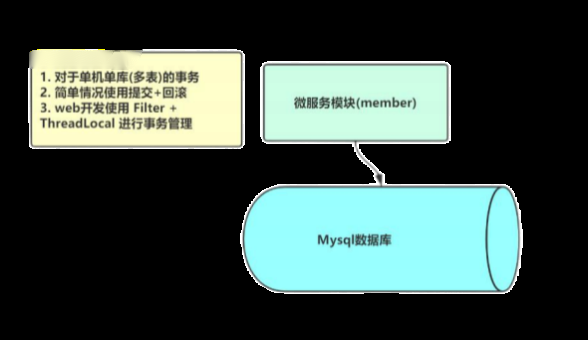 1. 对于单机单库(多表)的事务
2. 简单情况使用提交+回滚
3. web开发使用 Filter +
ThreadLocal 进行事务管理
微服务模块(member)
Mysql数据库